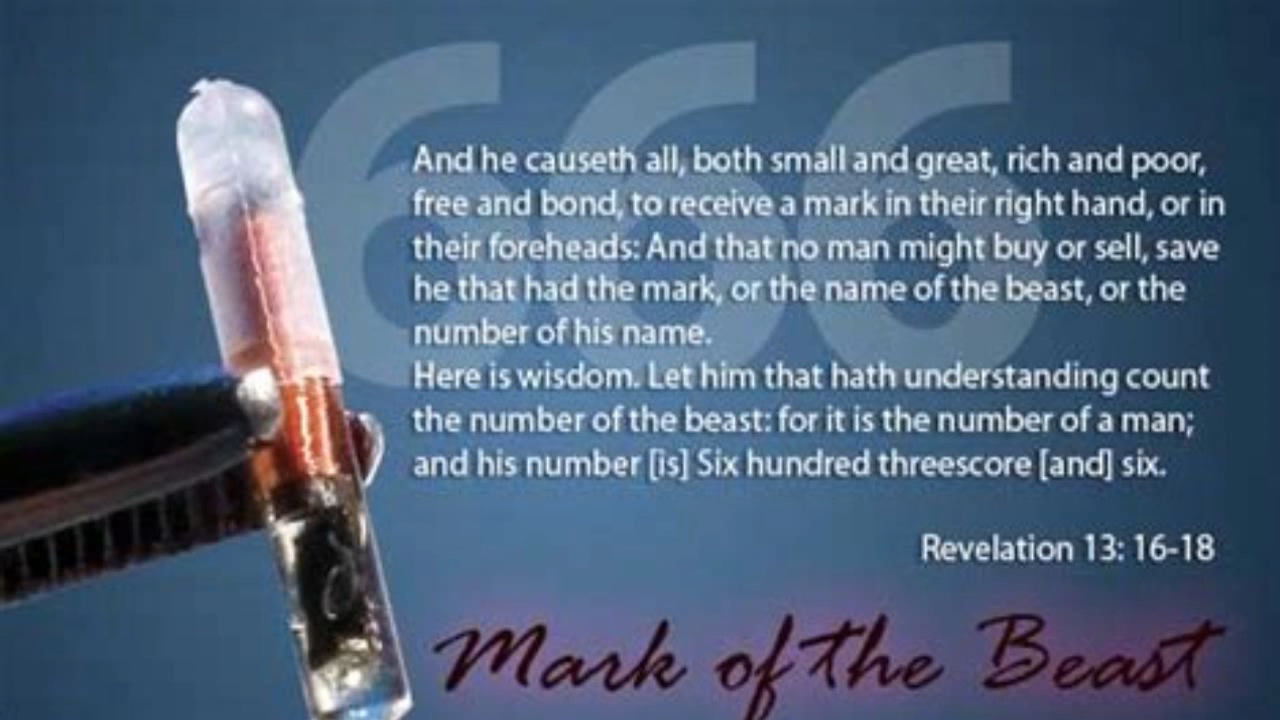 666
And he causeth all, both small and great, rich and poor,
free and bond, to receive a mark in their right hand, or in
their foreheads: And that no man might buy or sell, save
he that had the mark, or the name of the beast, or the
number of his name.
Here is wisdom. Let him that hath understanding count
the number of the beast: for it is the number of a man;
and his number [is] Six hundred threescore [and] six.
Revelation 13: 16-18
Mark of the Beast